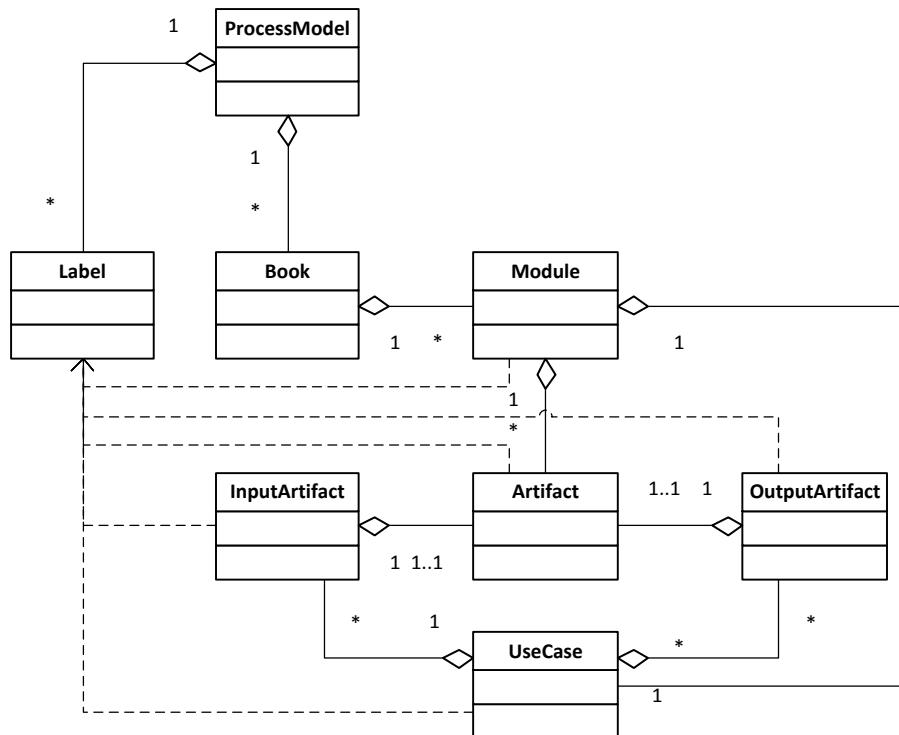 1
ProcessModel
1
*
*
Label
Book
Module
1
*
1
1
*
InputArtifact
Artifact
1..1
1
OutputArtifact
1
1..1
*
1
*
*
UseCase
1